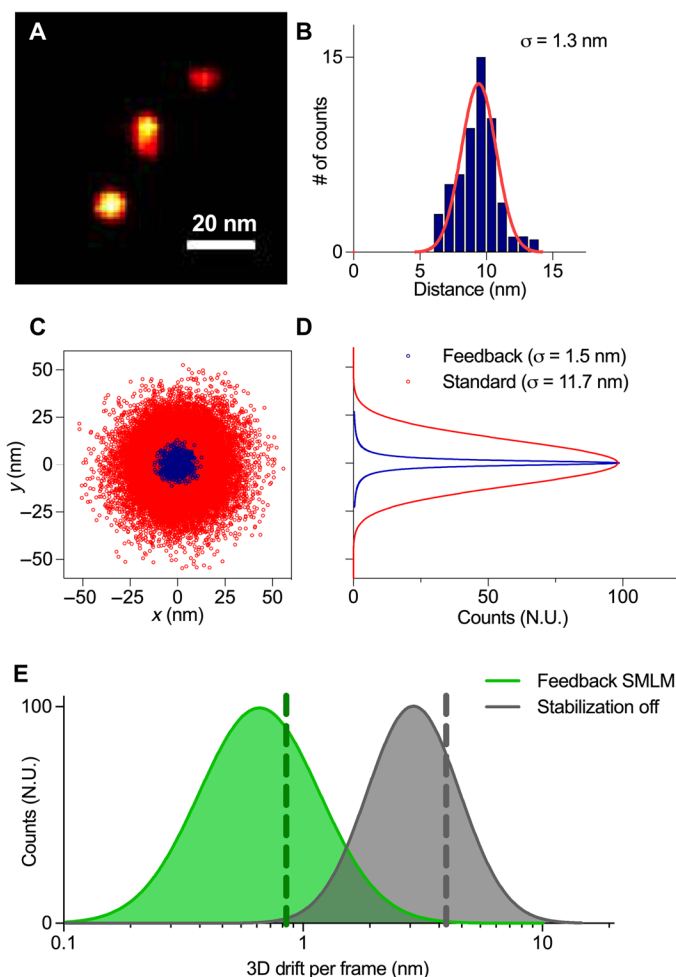 A
20 nm
B
σ = 1.3 nm
15
# of counts
0
0 5 10 15
Distance (nm)
C
50
25
y (nm)
0
–25
–50
–50 –25 0 25 50
x (nm)
D
Feedback (σ = 1.5 nm)
Standard (σ = 11.7 nm)
0 50 100
Counts (N.U.)
E
Feedback SMLM
Stabilization off
100
Counts (N.U.)
0
0.1 1 10
3D drift per frame (nm)